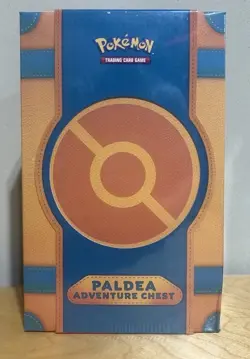 POKéMON
TRADING CARD GAME
PALDEA
ADVENTURE CHEST